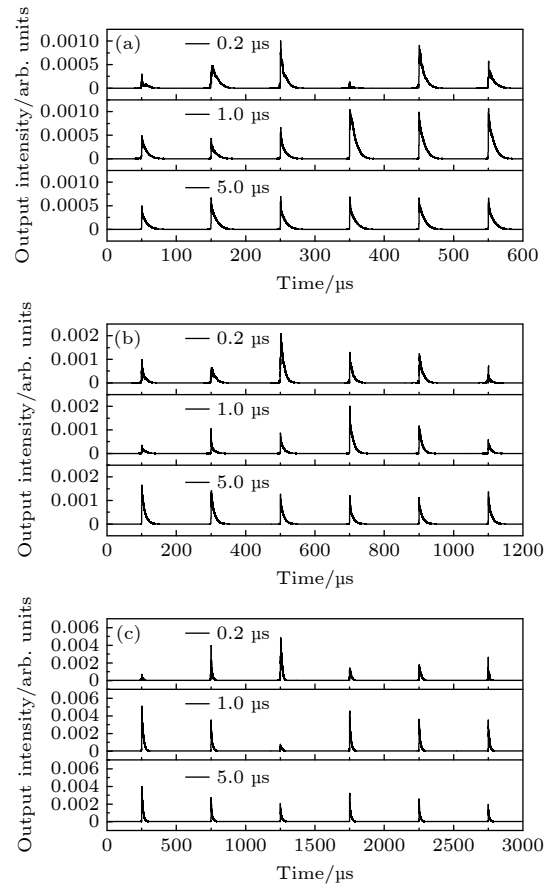 Output intensity/arb. units
(a)
0.2 µs
0.0010
0.0005
0
1.0 µs
0.0010
0.0005
0
5.0 µs
0.0010
0.0005
0
0 100 200 300 400 500 600
Time/µs
Output intensity/arb. units
(b)
0.2 µs
0.002
0.001
0
1.0 µs
0.002
0.001
0
5.0 µs
0.002
0.001
0
0 200 400 600 800 1000 1200
Time/µs
Output intensity/arb. units
(c)
0.2 µs
0.006
0.004
0.002
0
1.0 µs
0.006
0.004
0.002
0
5.0 µs
0.006
0.004
0.002
0
0 500 1000 1500 2000 2500 3000
Time/µs